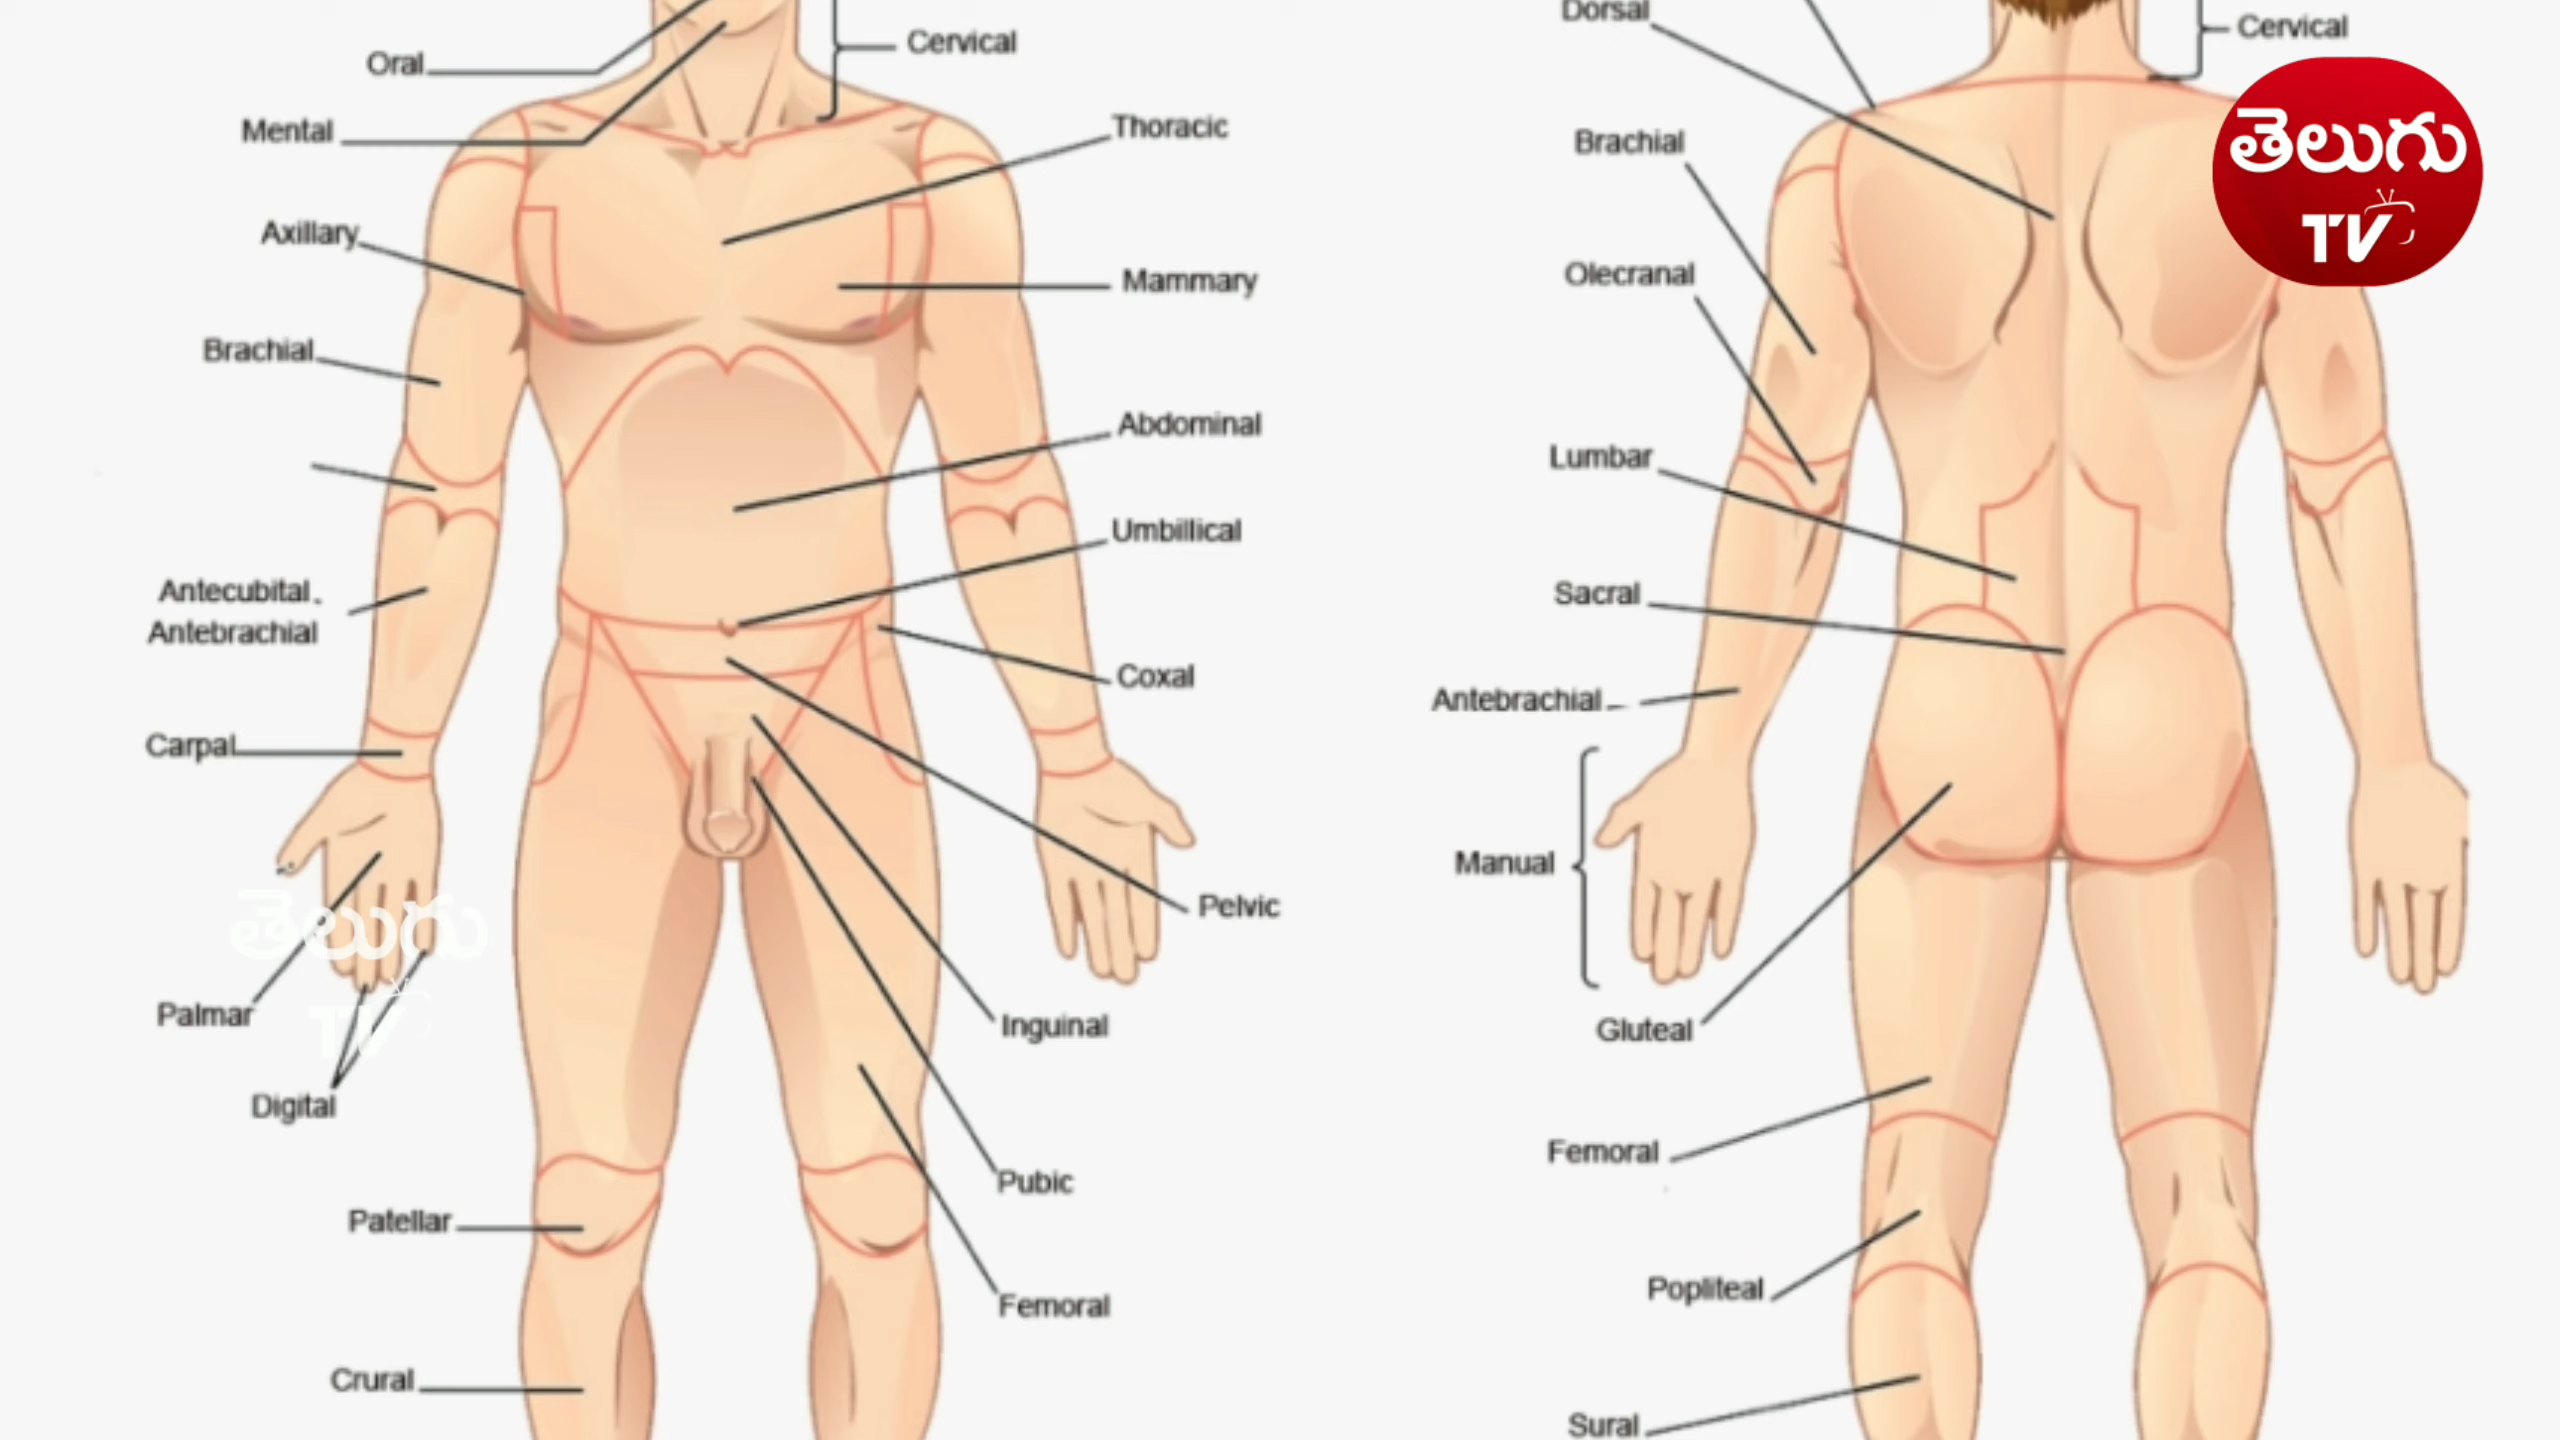 Oral
Cervical
Mental
Thoracic
Axillary
Mammary
Brachial
Abdominal
Umbillical
Antecubital.
Antebrachial
Coxal
Carpal
Pelvic
Palmar
Inguinal
Digital
Pubic
Patellar
Femoral
Crural
తెలుగు
TV
Dorsal
Cervical
Brachial
Olecranal
Lumbar
Sacral
Antebrachial
Manual
Gluteal
Femoral
Popliteal
Sural
తెలుగు
TV